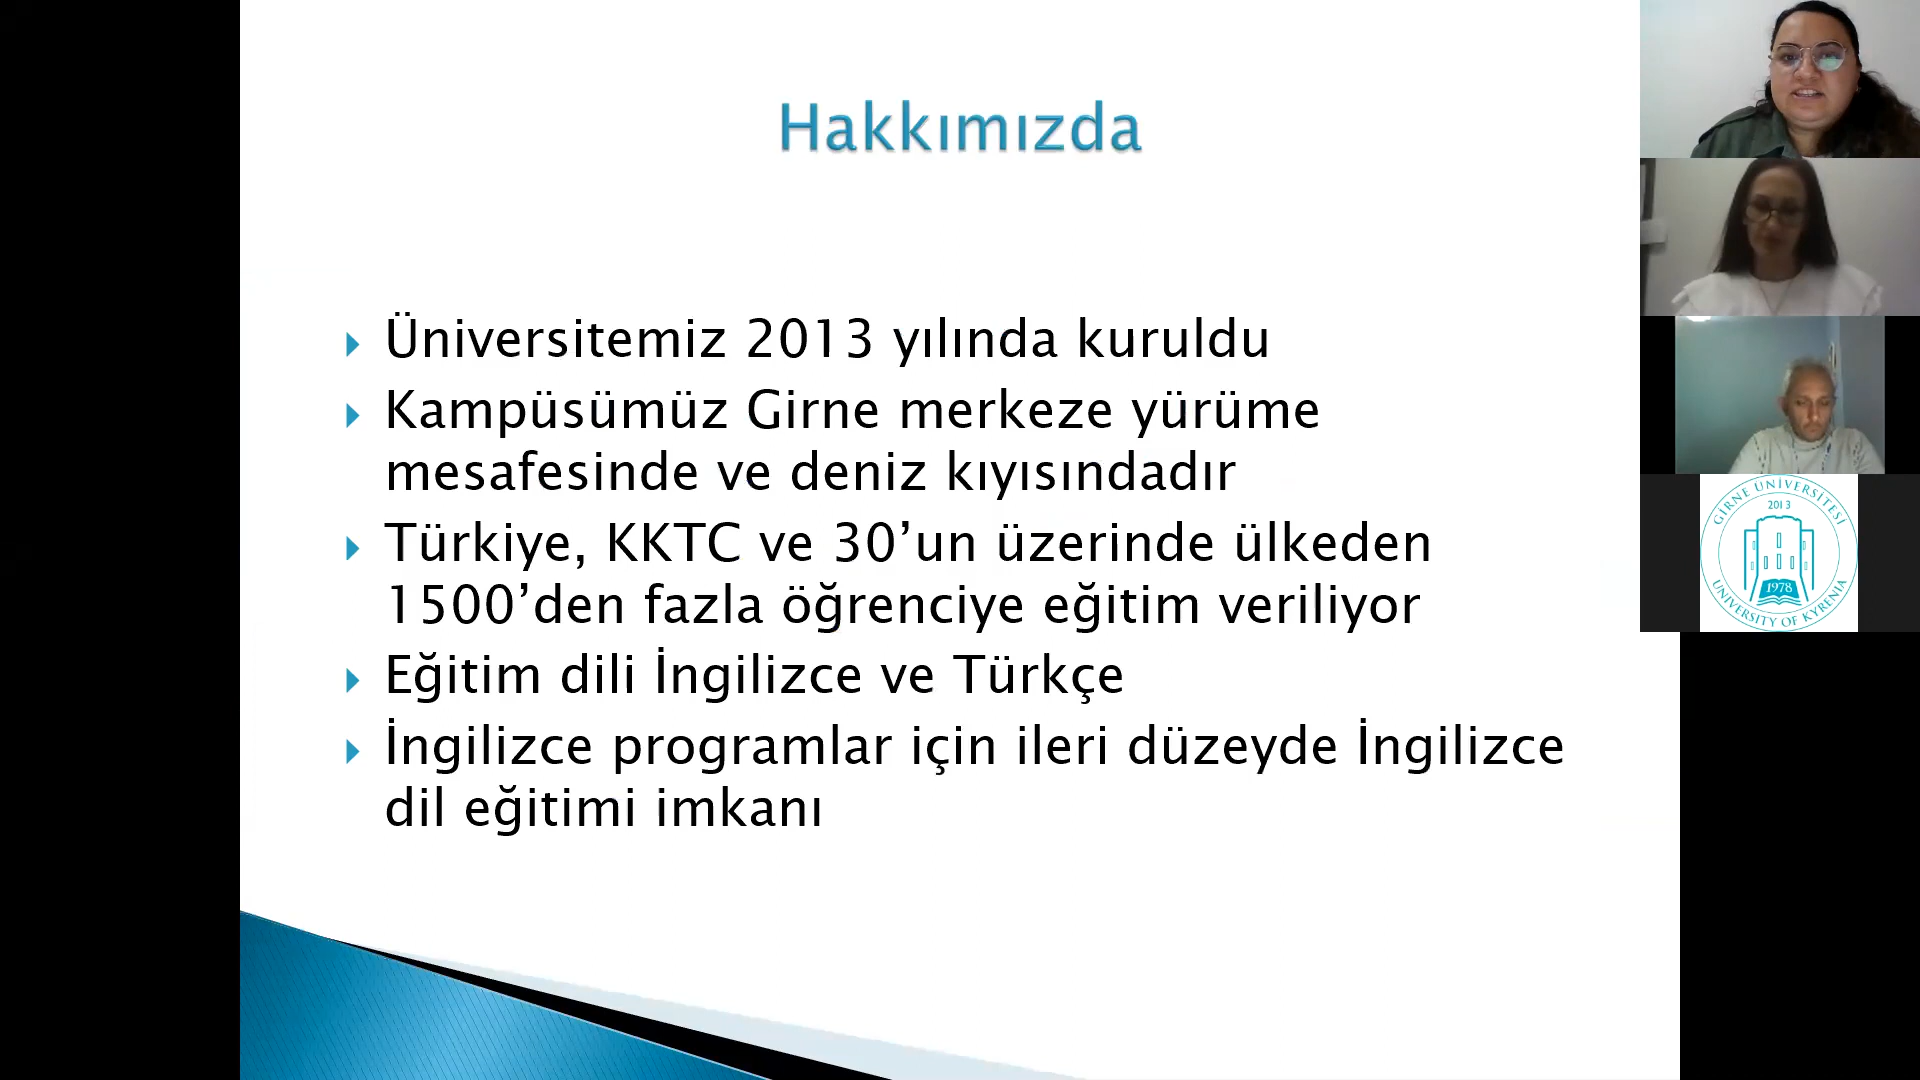 Hakkımızda
Üniversitemiz 2013 yılında kuruldu
Kampüsümüz Girne merkeze yürüme
mesafesinde ve deniz kıyısındadır
Türkiye, KKTC ve 30’un üzerinde ülkeden
1500’den fazla öğrenciye eğitim veriliyor
Eğitim dili İngilizce ve Türkçe
İngilizce programlar için ileri düzeyde İngilizce
dil eğitimi imkanı
GİRNE ÜNİVERSİTESİ
2013
1978
UNIVERSITY OF KYRENIA